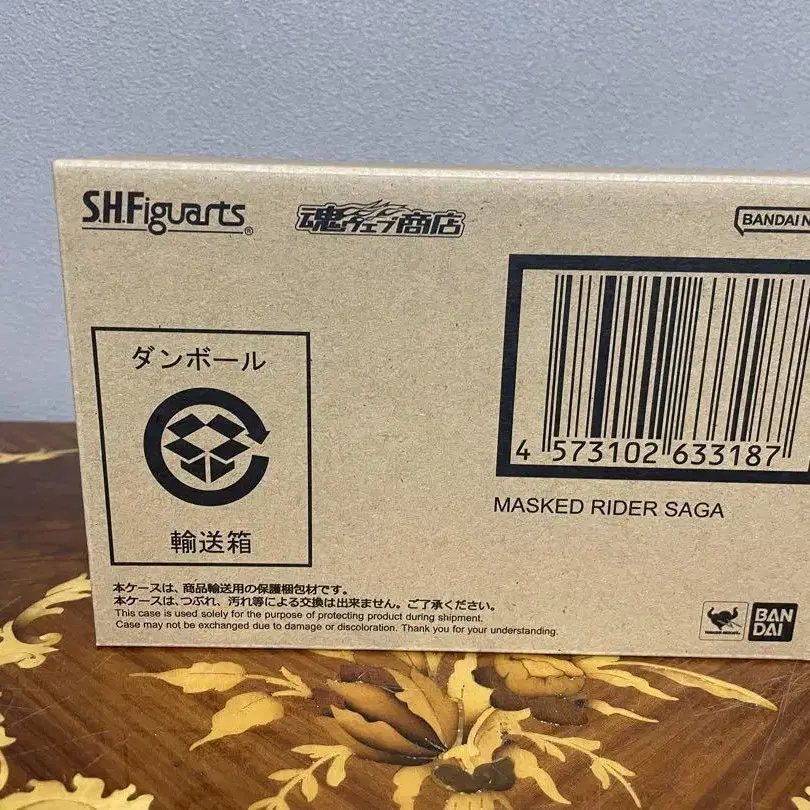 S.H.Figuarts®
魂ウェブ商店
BANDAI N
ダンボール
輸送箱
4 573102 633187
MASKED RIDER SAGA
本ケースは、商品輸送用の保護梱包材です。
本ケースは、つぶれ、汚れ等による交換は出来ません。ご了承ください。
This case is used solely for the purpose of protecting product during shipment.
Case may not be exchanged due to damage or discoloration. Thank you for your understanding.
BAN
DAI